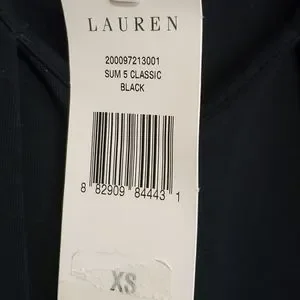 LAUREN
200097213001
SUM 5 CLASSIC
BLACK
8 82909 84443 1
XS